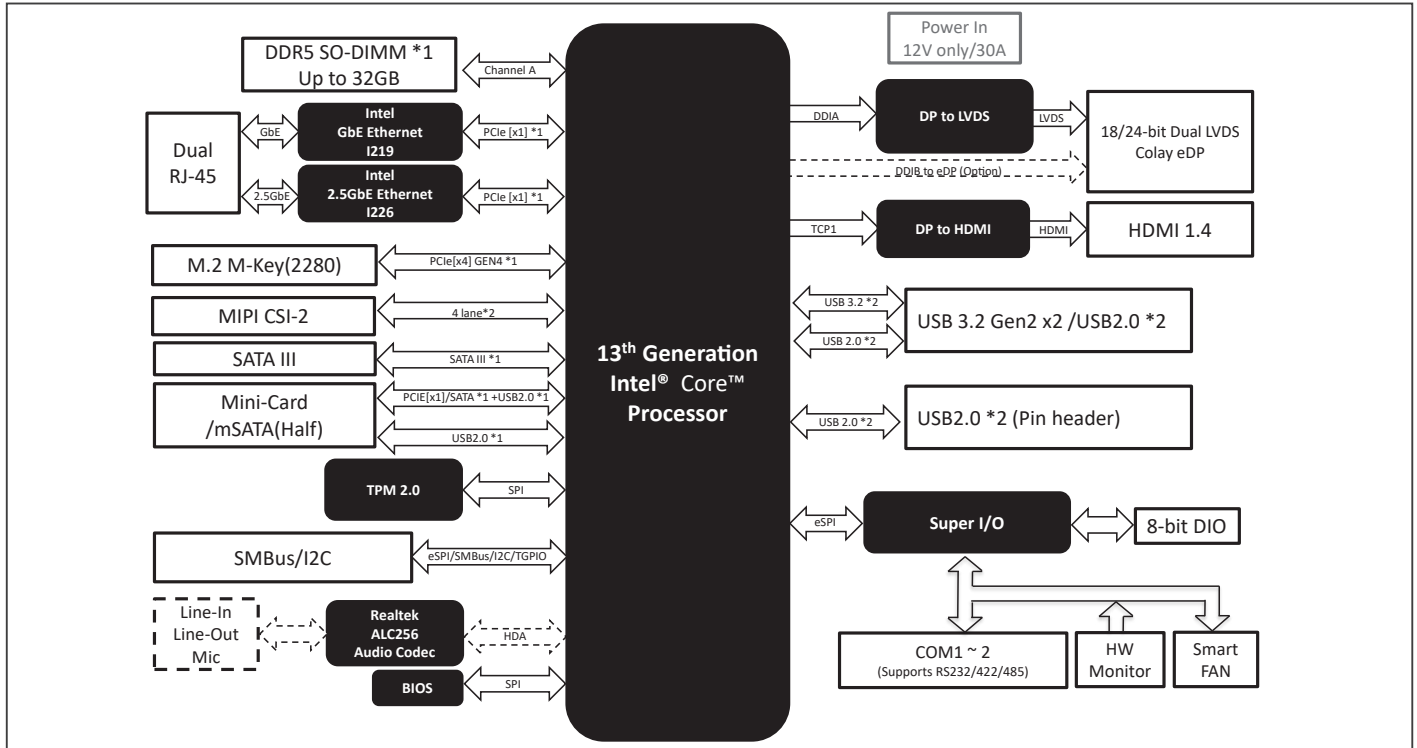 DDR5 SO-DIMM *1
Up to 32GB
Channel A
Dual
RJ-45
GbE
Intel
GbE Ethernet
I219
PCIe [x1] *1
2.5GbE
Intel
2.5GbE Ethernet
I226
PCIe [x1] *1
M.2 M-Key(2280)
PCIe[x4] GEN4 *1
MIPI CSI-2
4 lane*2
SATA III
SATA III *1
Mini-Card
/mSATA(Half)
PCIE[x1]/SATA *1 +USB2.0 *1
USB2.0 *1
TPM 2.0
SPI
SMBus/I2C
eSPI/SMBus/I2C/TGPIO
Line-In
Line-Out
Mic
Realtek
ALC256
Audio Codec
HDA
BIOS
SPI
13th Generation
Intel® Core™
Processor
Power In
12V only/30A
DDIA
DP to LVDS
LVDS
18/24-bit Dual LVDS
Colay eDP
DDIB to eDP (Option)
TCP1
DP to HDMI
HDMI
HDMI 1.4
USB 3.2 *2
USB 2.0 *2
USB 3.2 Gen2 x2 /USB2.0 *2
USB 2.0 *2
USB2.0 *2 (Pin header)
eSPI
Super I/O
8-bit DIO
COM1 ~ 2
(Supports RS232/422/485)
HW
Monitor
Smart
FAN